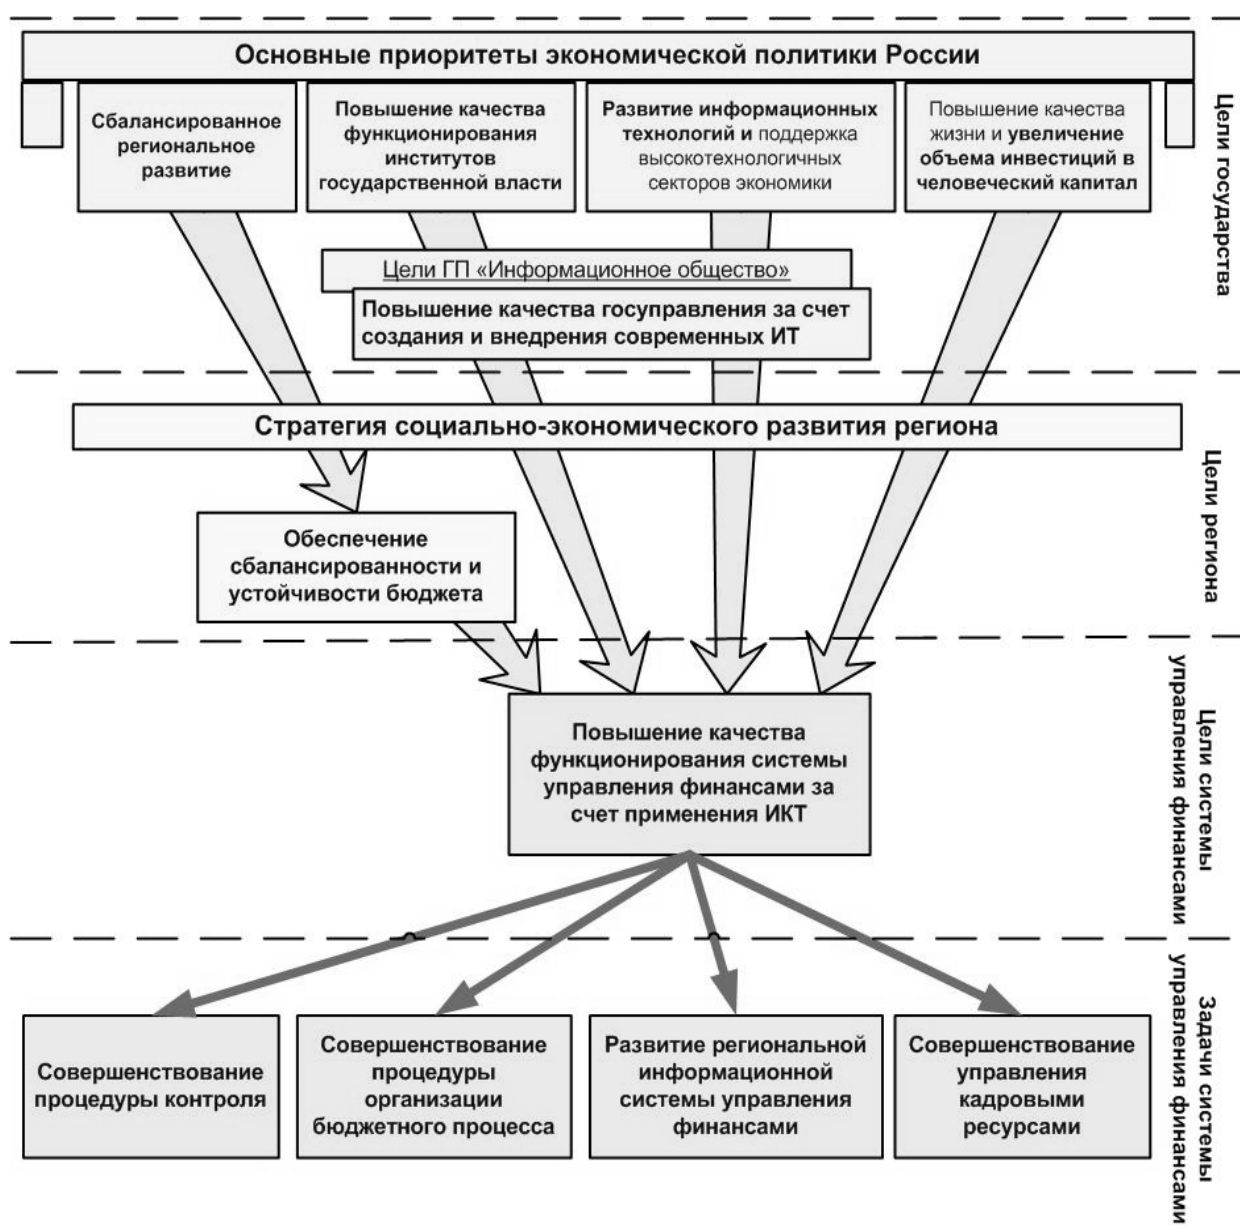 Основные приоритеты экономической политики России
Сбалансированное
региональное
развитие
Повышение качества
функционирования
институтов
государственной власти
Развитие информационных
технологий и поддержка
высокотехнологичных
секторов экономики
Повышение качества
жизни и увеличение
объема инвестиций в
человеческий капитал
Цели государства
Цели ГП «Информационное общество»
Повышение качества госуправления за счет
создания и внедрения современных ИТ
Стратегия социально-экономического развития региона
Цели региона
Обеспечение
сбалансированности и
устойчивости бюджета
Повышение качества
функционирования системы
управления финансами за
счет применения ИКТ
Цели системы
управления финансами
Совершенствование
процедуры контроля
Совершенствование
процедуры
организации
бюджетного процесса
Развитие региональной
информационной
системы управления
финансами
Совершенствование
управления
кадровыми
ресурсами
Задачи системы
управления финансами